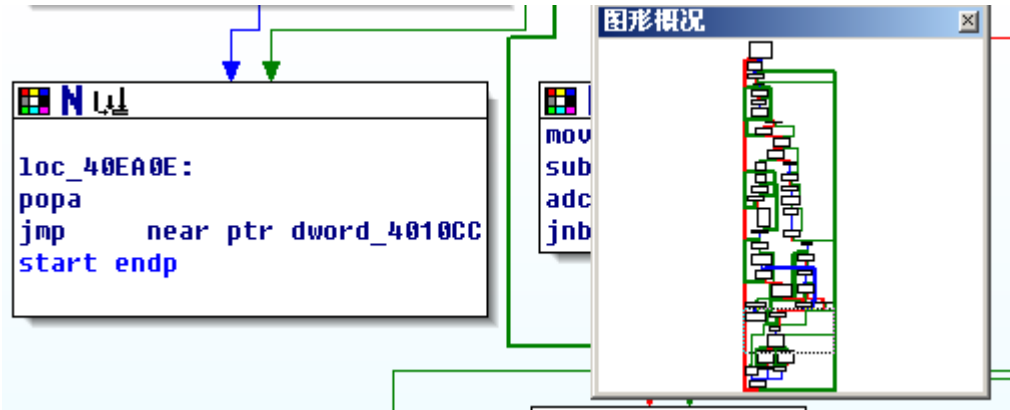 图形概况
N
loc_40EA0E:
popa
jmp near ptr dword_4010CC
start endp
mov
sub
adc
jnb